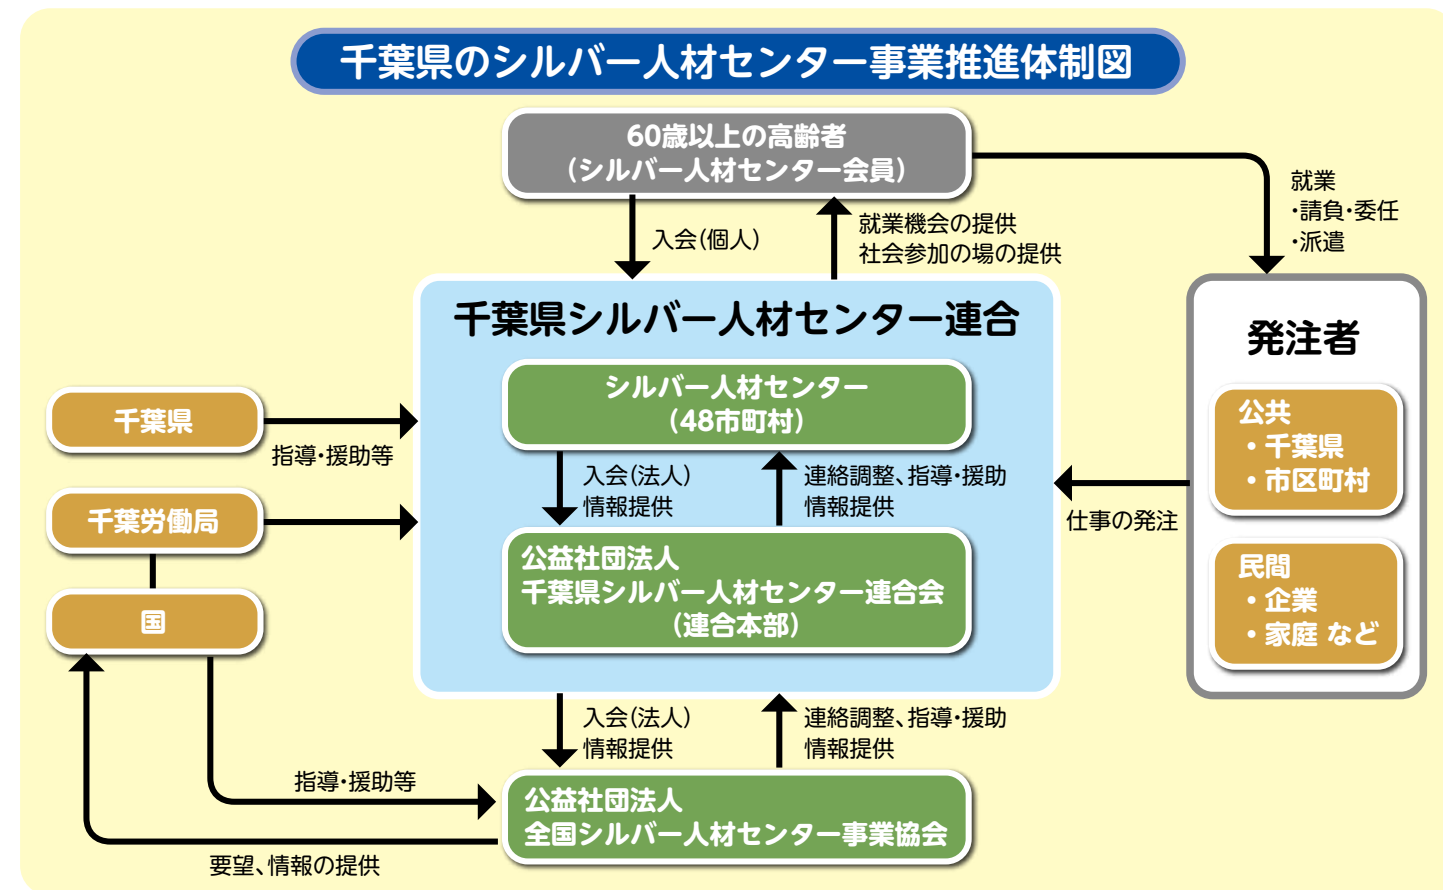 千葉県のシルバー人材センター事業推進体制図
60歳以上の高齢者
（シルバー人材センター会員）
就業
・請負・委任
・派遣
入会（個人）
就業機会の提供
社会参加の場の提供
千葉県シルバー人材センター連合
発注者
シルバー人材センター
（48市町村）
千葉県
指導・援助等
公共
・千葉県
・市区町村
入会（法人）
情報提供
連絡調整、指導・援助
情報提供
千葉労働局
仕事の発注
公益社団法人
千葉県シルバー人材センター連合会
（連合本部）
民間
・企業
・家庭 など
国
入会（法人）
情報提供
連絡調整、指導・援助
情報提供
指導・援助等
公益社団法人
全国シルバー人材センター事業協会
要望、情報の提供